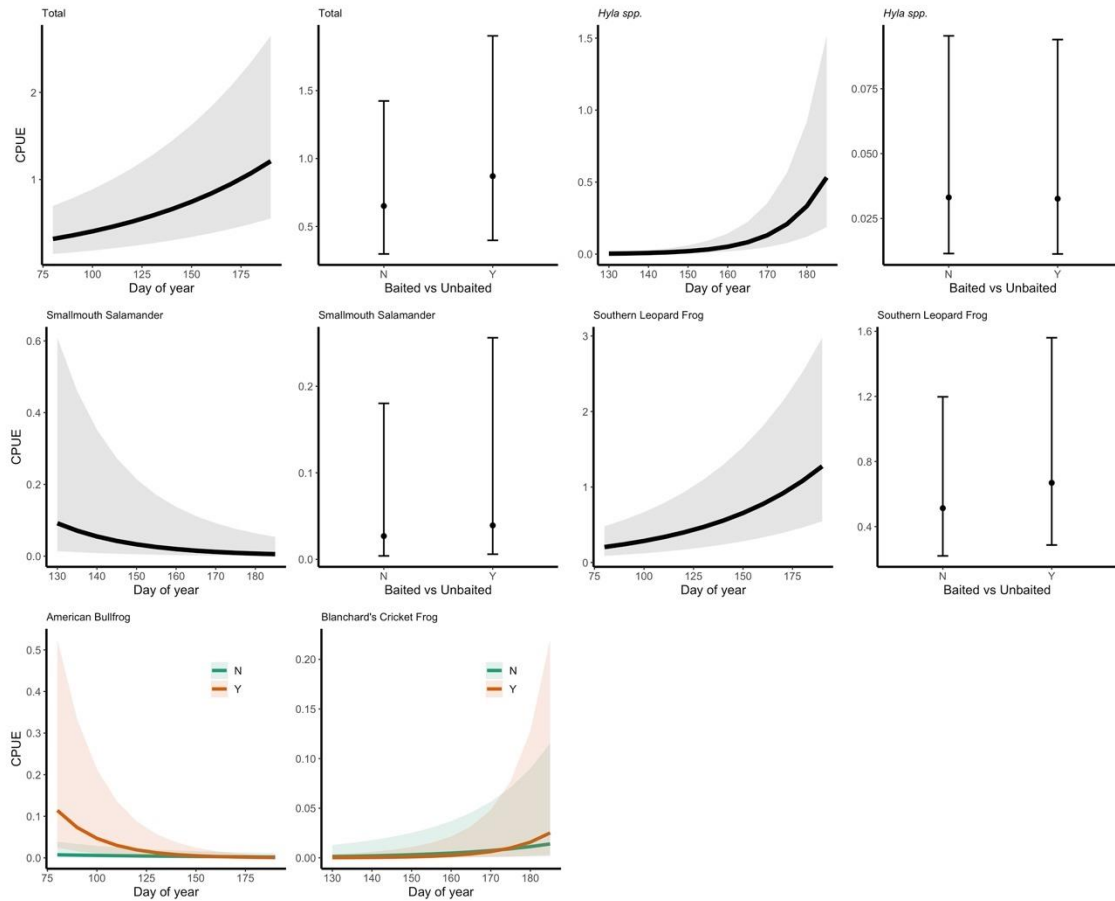 Total
CPUE
2
1
75
100
125
150
175
Day of year
Total
1.5
1.0
0.5
N
Y
Baited vs Unbaited
Hyla spp.
1.5
1.0
0.5
0.0
130
140
150
160
170
180
Day of year
Hyla spp.
0.075
0.050
0.025
N
Y
Baited vs Unbaited
Smallmouth Salamander
CPUE
0.6
0.4
0.2
0.0
130
140
150
160
170
180
Day of year
Smallmouth Salamander
0.2
0.1
0.0
N
Y
Baited vs Unbaited
Southern Leopard Frog
3
2
1
0
75
100
125
150
175
Day of year
Southern Leopard Frog
1.6
1.2
0.8
0.4
N
Y
Baited vs Unbaited
American Bullfrog
CPUE
0.5
0.4
0.3
0.2
0.1
0.0
N
Y
75
100
125
150
175
Day of year
Blanchard's Cricket Frog
0.20
0.15
0.10
0.05
0.00
N
Y
130
140
150
160
170
180
Day of year